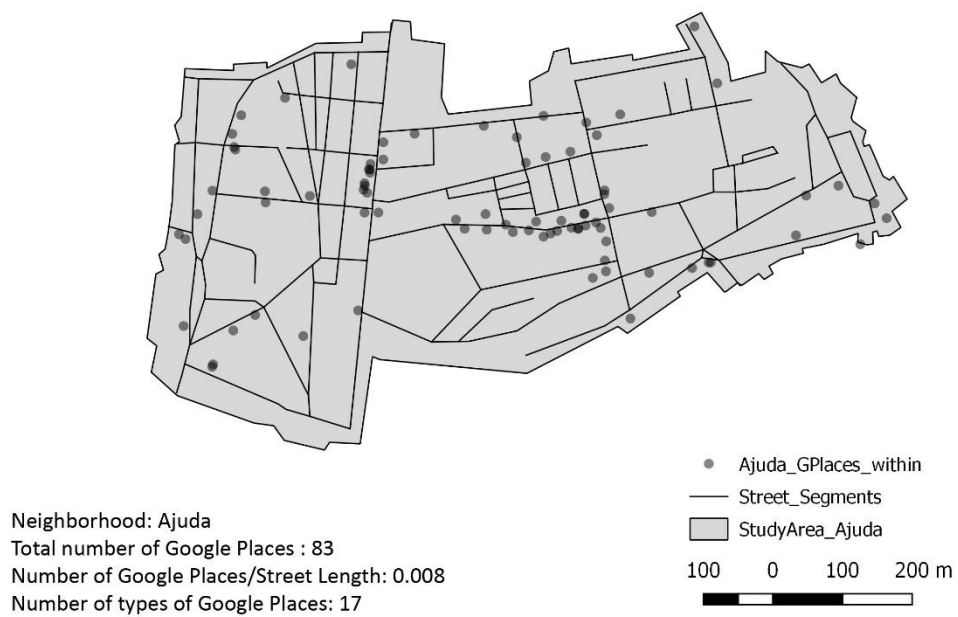 Ajuda_GPlaces_within
Street_Segments
StudyArea_Ajuda
Neighborhood: Ajuda
Total number of Google Places : 83
Number of Google Places/Street Length: 0.008
Number of types of Google Places: 17
100 0 100 200 m